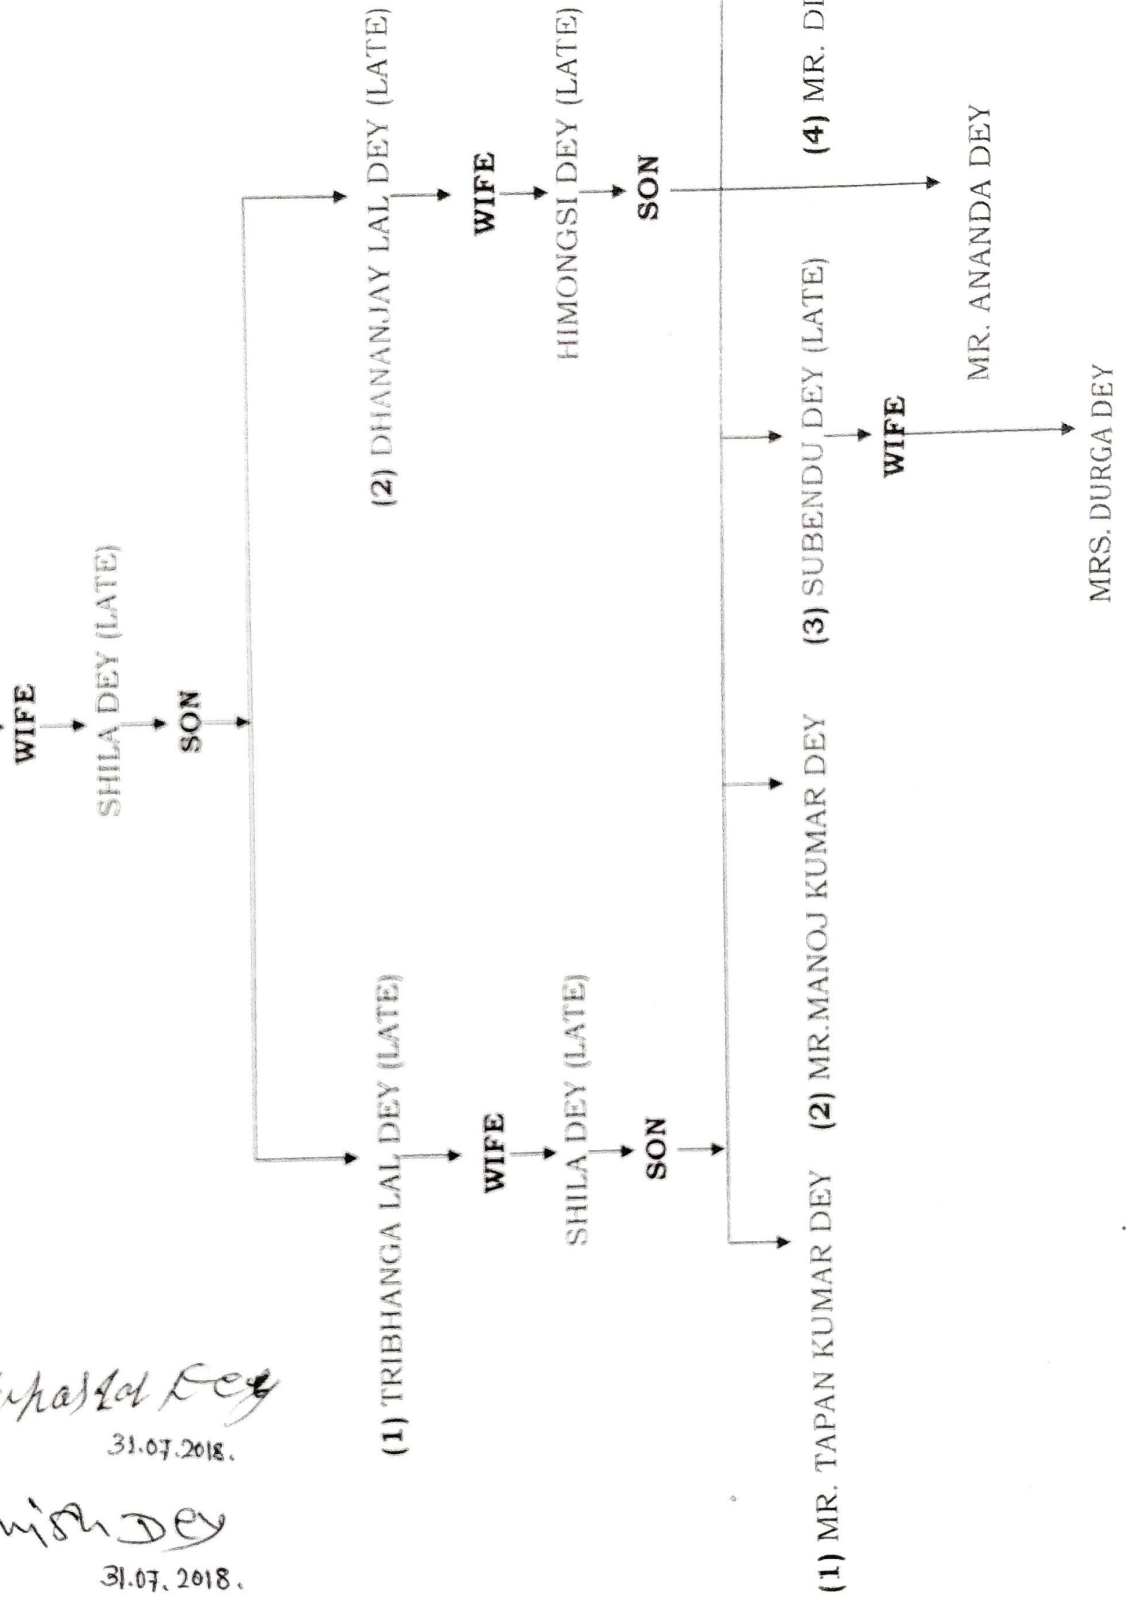 WIFE
SHILA DEY (LATE)
SON
(1) TRIBHANGA LAL DEY (LATE)
(2) DHANANJAY LAL DEY (LATE)
WIFE
WIFE
SHILA DEY (LATE)
HIMONGSI DEY (LATE)
SON
SON
(1) MR. TAPAN KUMAR DEY
(2) MR.MANOJ KUMAR DEY
(3) SUBENDU DEY (LATE)
(4) MR.
WIFE
MR. ANANDA DEY
MRS. DURGA DEY
Dey
31.07.2018.
Dey
31.07.2018.